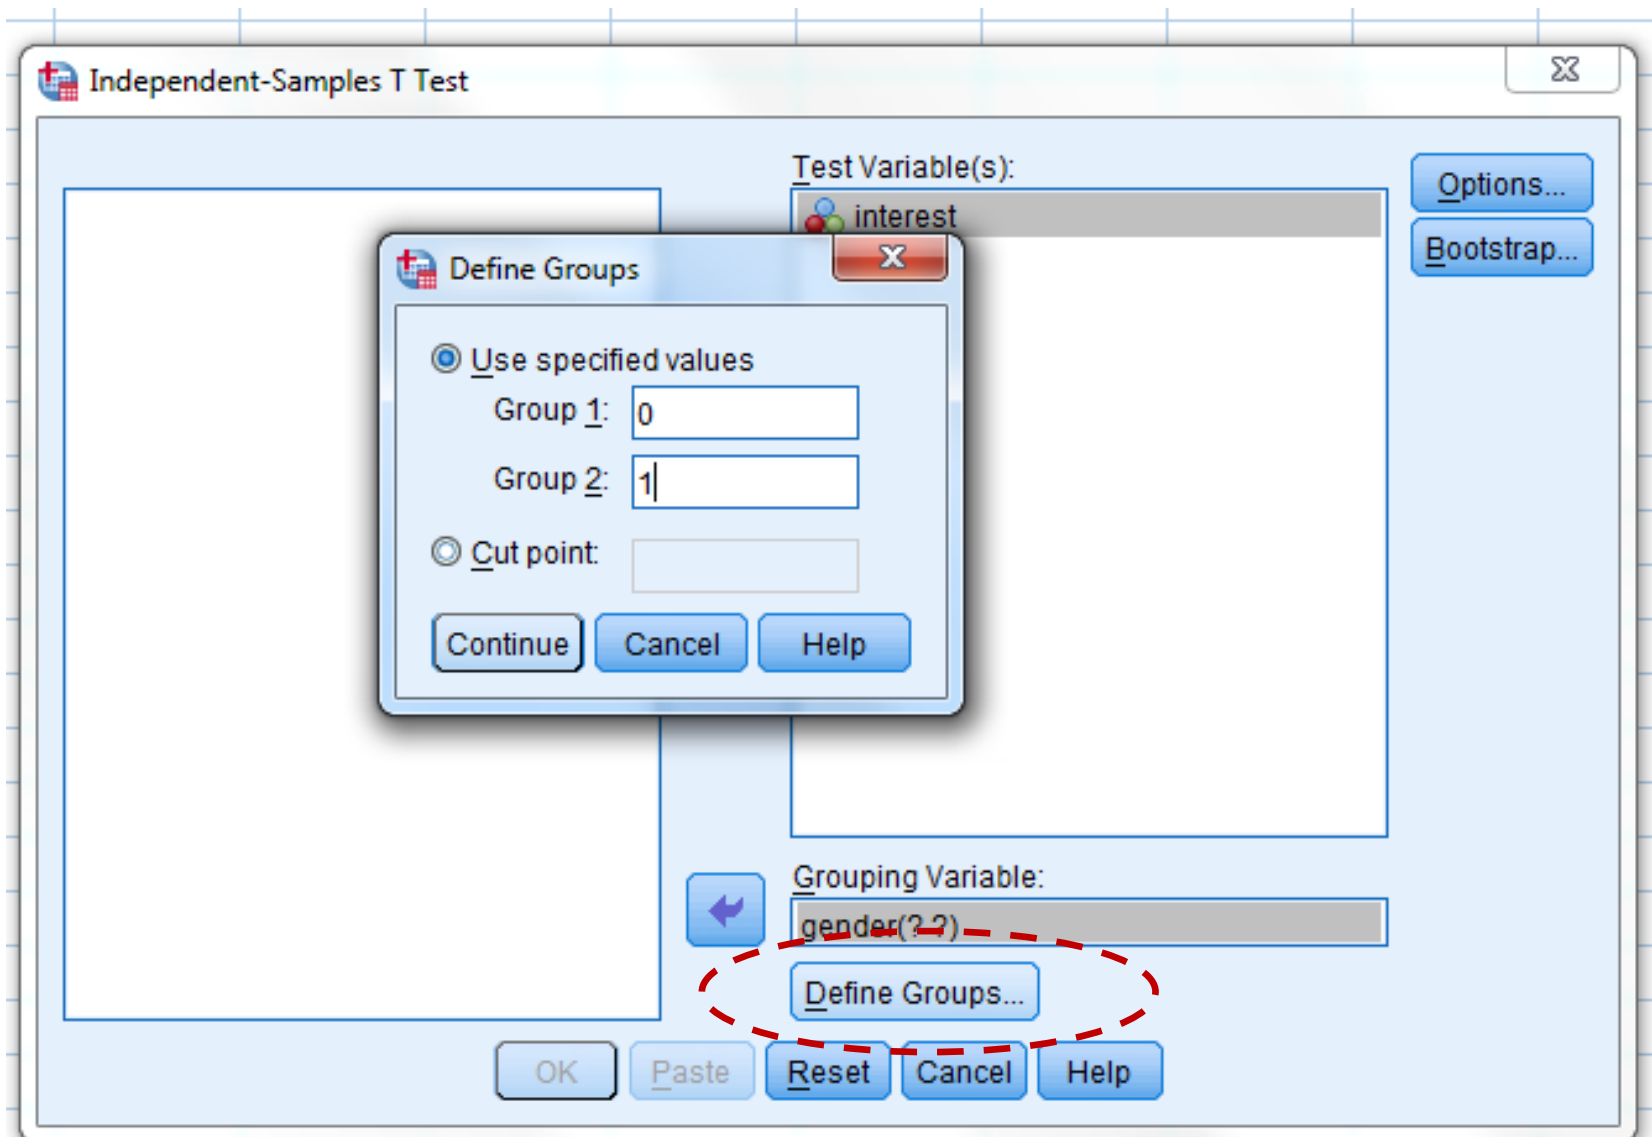 Independent-Samples T Test
Test Variable(s):
interest
Options...
Bootstrap...
Define Groups
Use specified values
Group 1: 0
Group 2: 1
Cut point:
Continue Cancel Help
Grouping Variable:
gender(? ?)
Define Groups...
OK Paste Reset Cancel Help